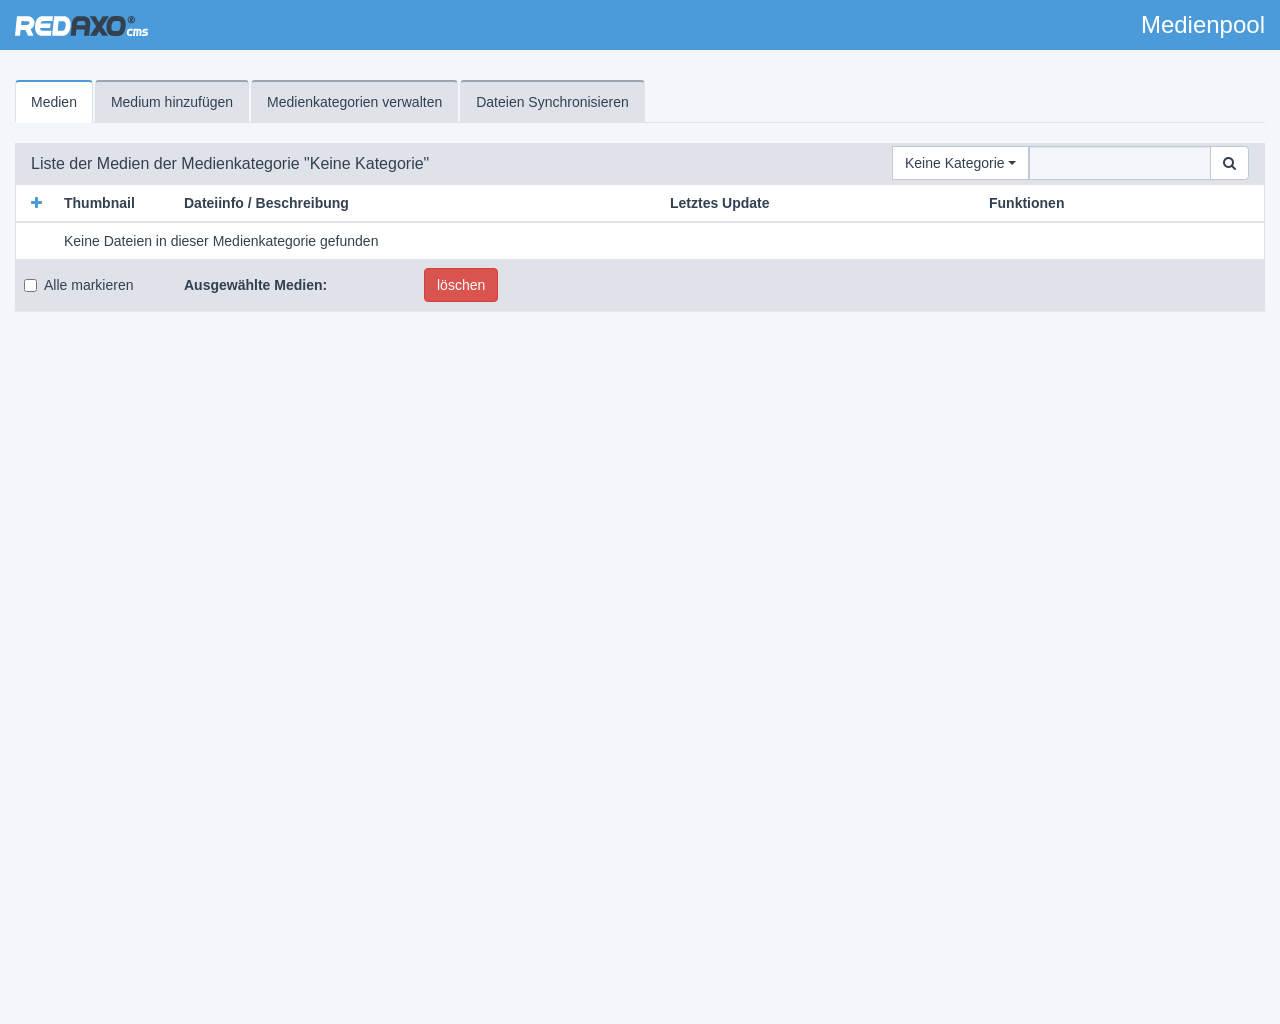 REDAXO® cms Medienpool
Medien Medium hinzufügen Medienkategorien verwalten Dateien Synchronisieren
Liste der Medien der Medienkategorie "Keine Kategorie" Keine Kategorie
Thumbnail Dateiinfo / Beschreibung Letztes Update Funktionen
Keine Dateien in dieser Medienkategorie gefunden
Alle markieren Ausgewählte Medien: löschen